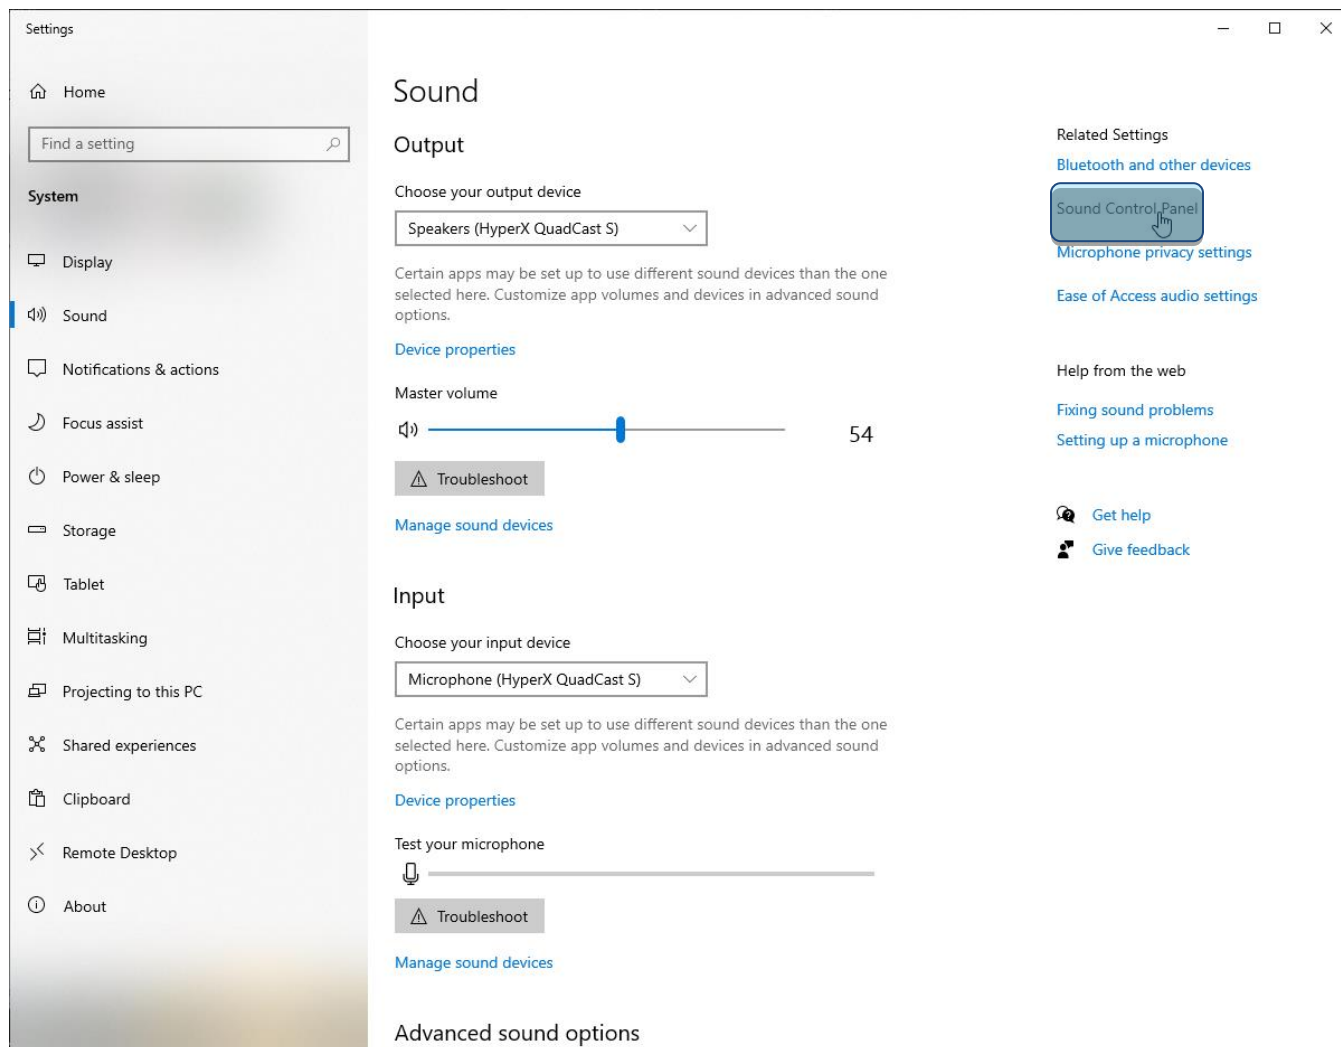 Settings
Home
Find a setting
System
Display
Sound
Notifications & actions
Focus assist
Power & sleep
Storage
Tablet
Multitasking
Projecting to this PC
Shared experiences
Clipboard
Remote Desktop
About
Sound
Output
Choose your output device
Speakers (HyperX QuadCast S)
Certain apps may be set up to use different sound devices than the one
selected here. Customize app volumes and devices in advanced sound
options.
Device properties
Master volume
54
Troubleshoot
Manage sound devices
Input
Choose your input device
Microphone (HyperX QuadCast S)
Certain apps may be set up to use different sound devices than the one
selected here. Customize app volumes and devices in advanced sound
options.
Device properties
Test your microphone
Troubleshoot
Manage sound devices
Advanced sound options
Related Settings
Bluetooth and other devices
Sound Control Panel
Microphone privacy settings
Ease of Access audio settings
Help from the web
Fixing sound problems
Setting up a microphone
Get help
Give feedback